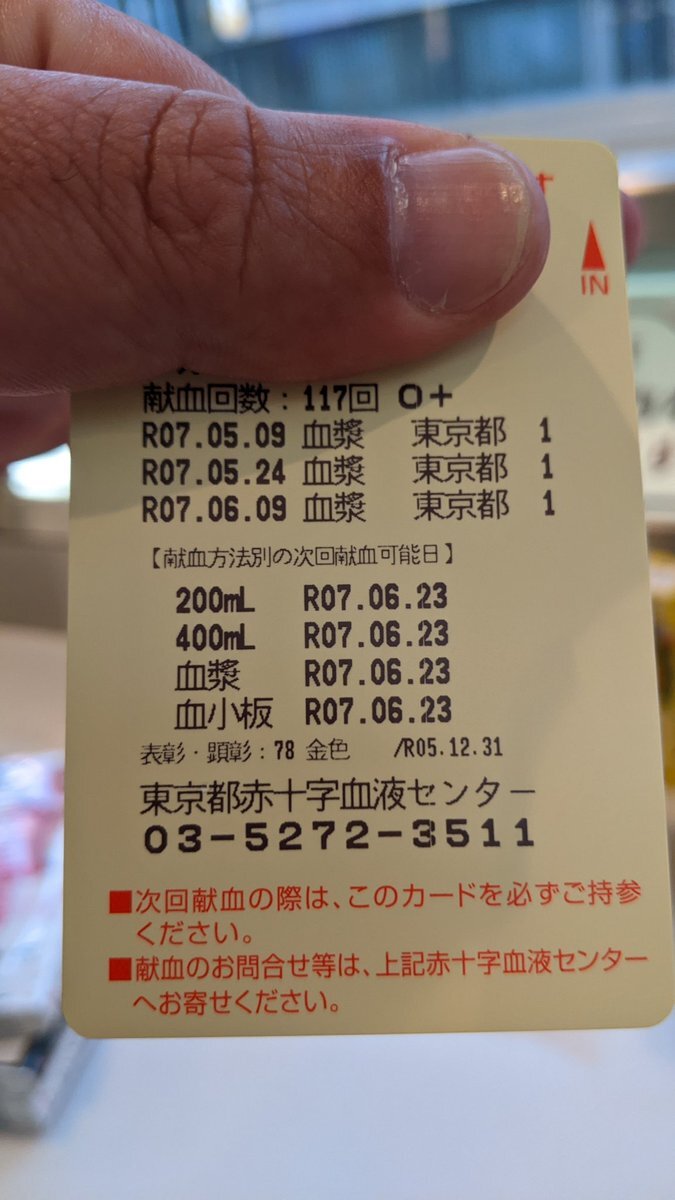 IN
献血回数：117回 O+
R07.05.09 血漿 東京都 1
R07.05.24 血漿 東京都 1
R07.06.09 血漿 東京都 1
【献血方法別の次回献血可能日】
200mL R07.06.23
400mL R07.06.23
血漿 R07.06.23
血小板 R07.06.23
表彰・顕彰：78 金色 /R05.12.31
東京都赤十字血液センター
03-5272-3511
■次回献血の際は、このカードを必ずご持参
ください。
■献血のお問合せ等は、上記赤十字血液センター
へお寄せください。